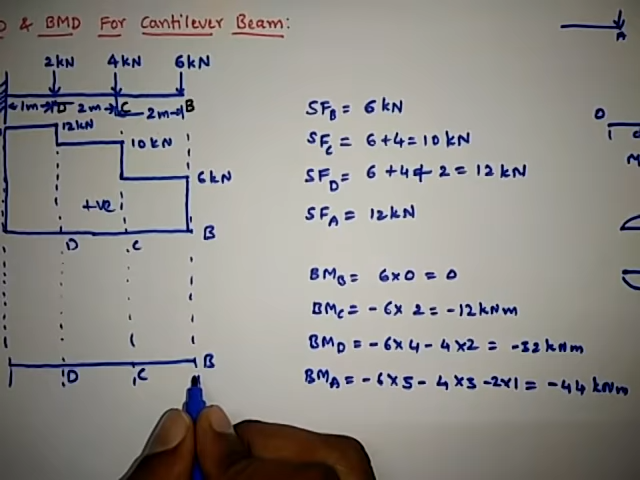 D & BMD For Cantilever Beam:
2kN 4kN 6kN
A
1m D 2m C 2m B
12kN
10kN
6kN
+ve
D C B
D C B
SF_B = 6kN
SF_C = 6+4 = 10kN
SF_D = 6+4+2 = 12kN
SF_A = 12kN
BM_B = 6×0 = 0
BM_C = -6×2 = -12kNm
BM_D = -6×4-4×2 = -32kNm
BM_A = -6×5-4×3-2×1 = -44kNm
O
M